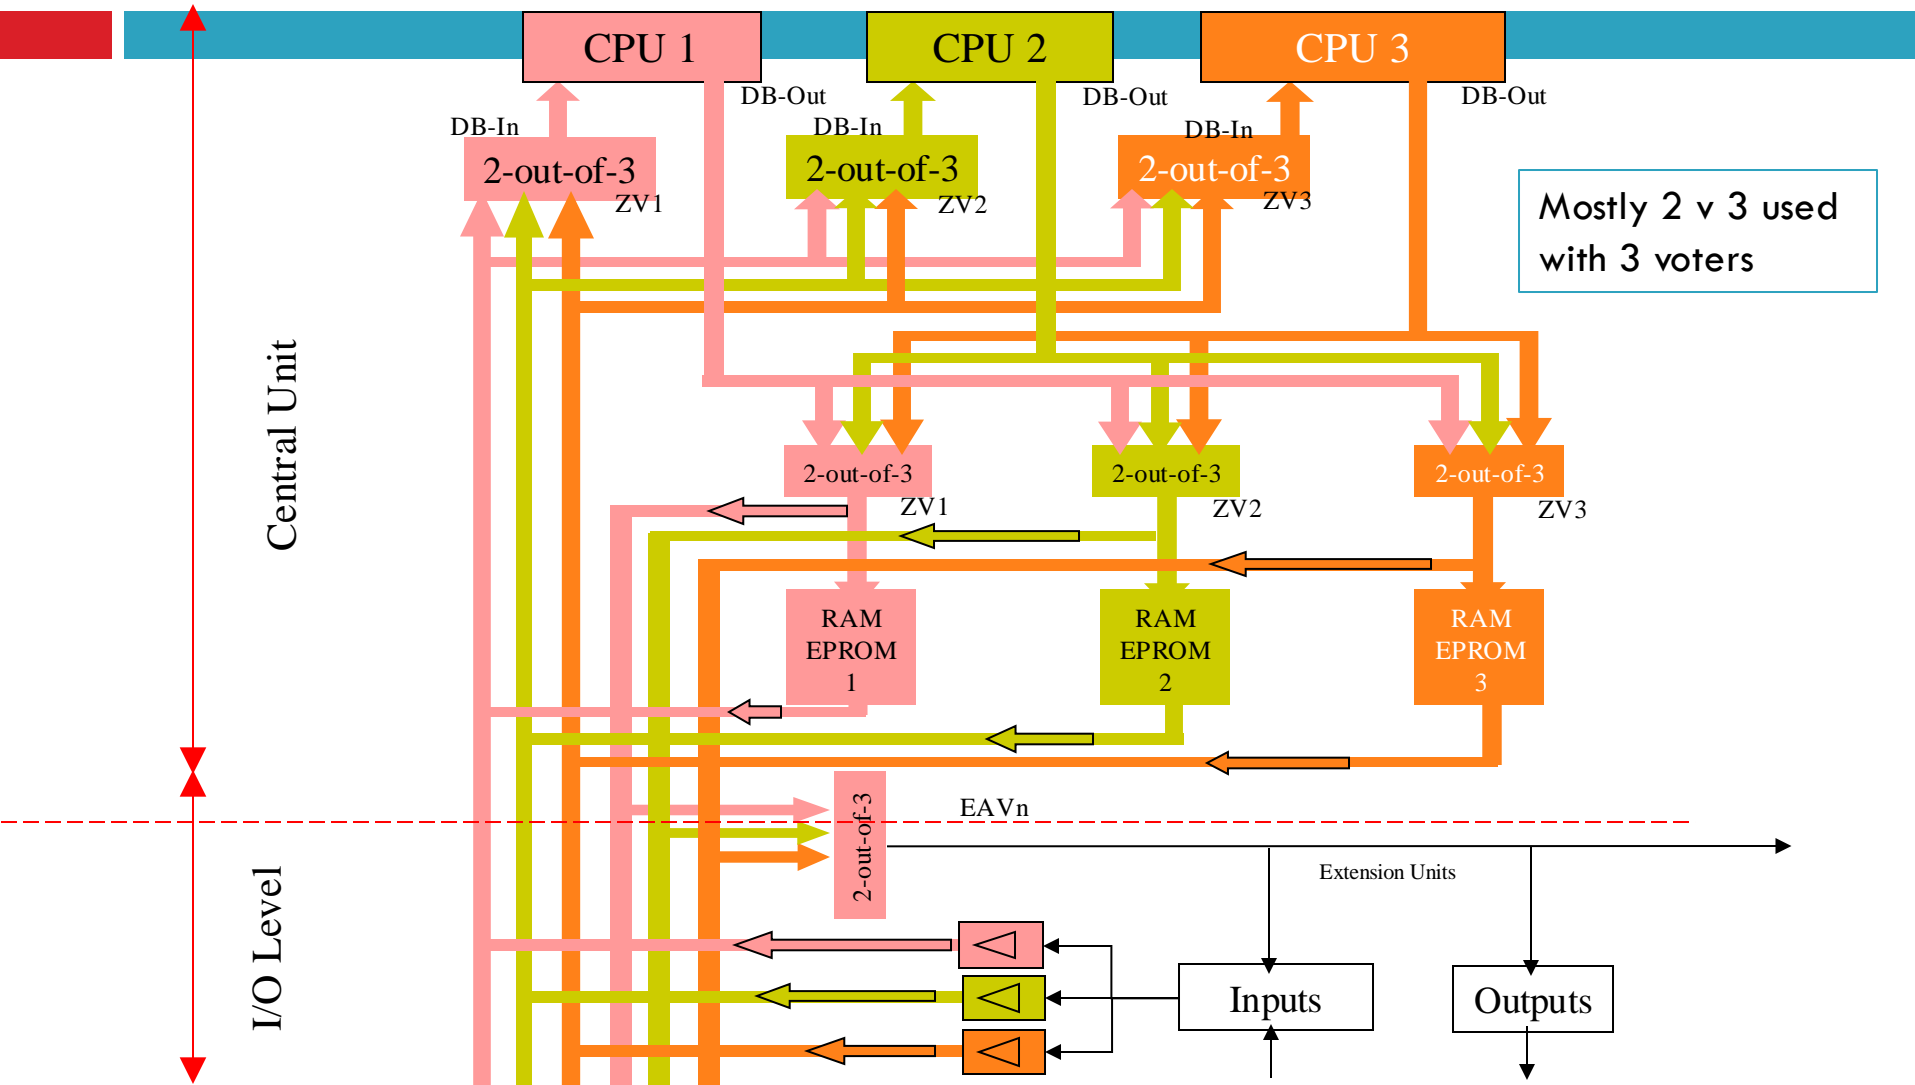 CPU 1
CPU 2
CPU 3
DB-Out
DB-Out
DB-Out
DB-In
DB-In
DB-In
2-out-of-3
2-out-of-3
2-out-of-3
ZV1
ZV2
ZV3
Mostly 2 v 3 used
with 3 voters
Central Unit
2-out-of-3
2-out-of-3
2-out-of-3
ZV1
ZV2
ZV3
RAM
EPROM
1
RAM
EPROM
2
RAM
EPROM
3
2-out-of-3
EAVn
Extension Units
I/O Level
Inputs
Outputs